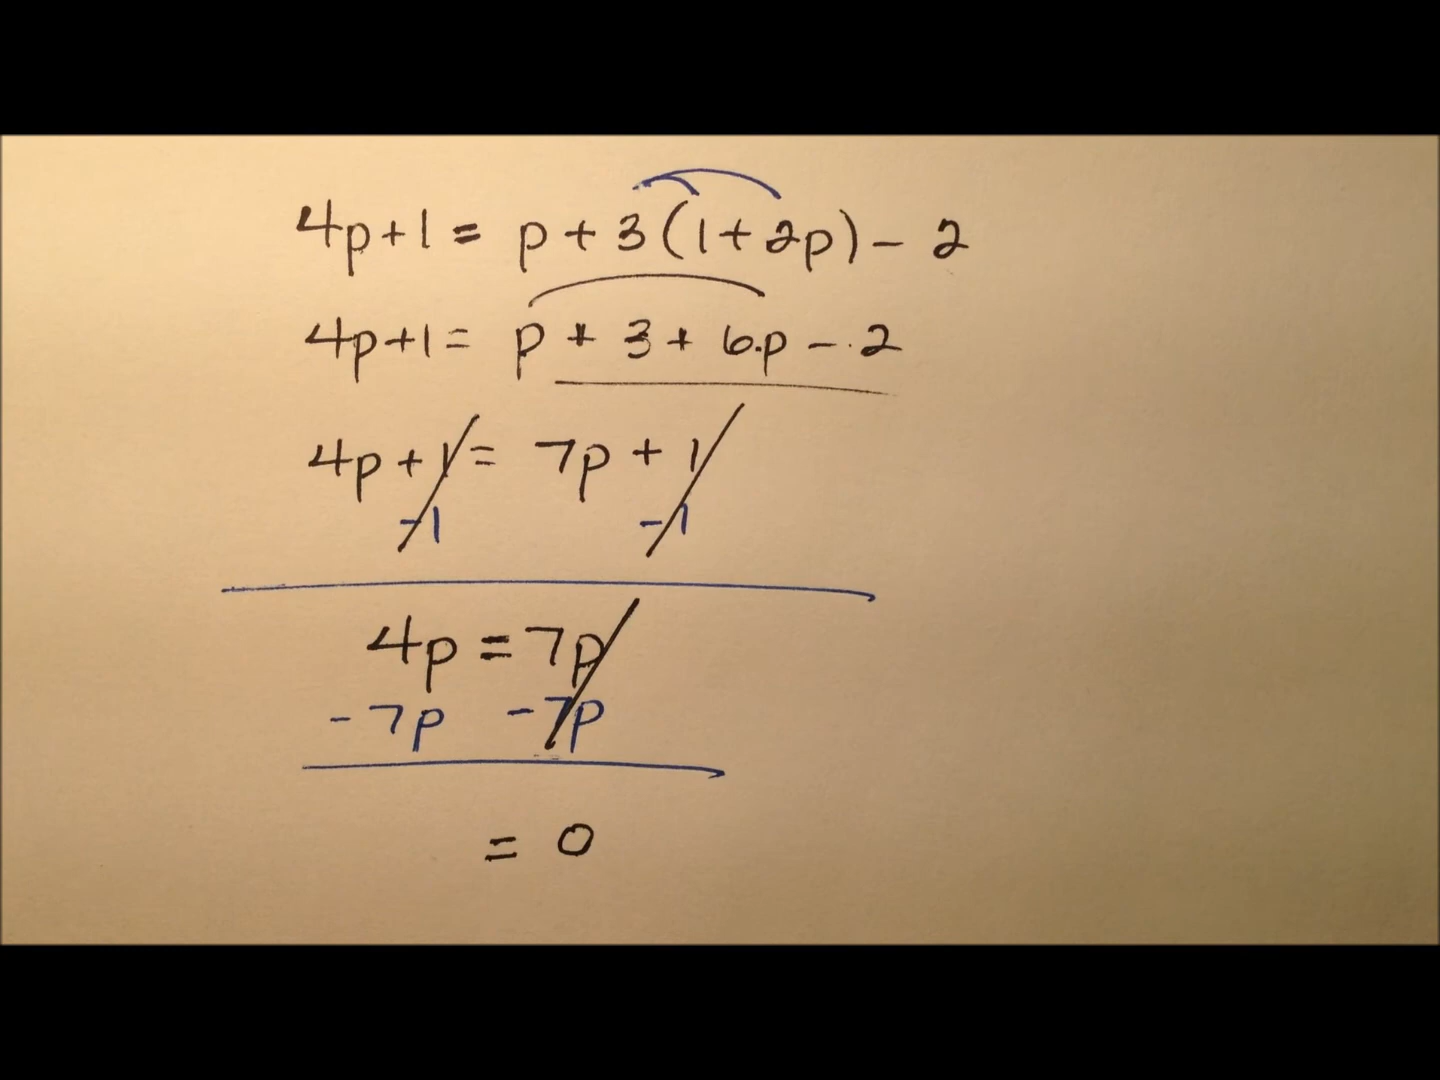 4p+1 = p+3(1+2p)-2
4p+1 = p + 3 + 6p - 2
4p+1 = 7p + 1
-1 -1
4p = 7p
-7p -7p
= 0